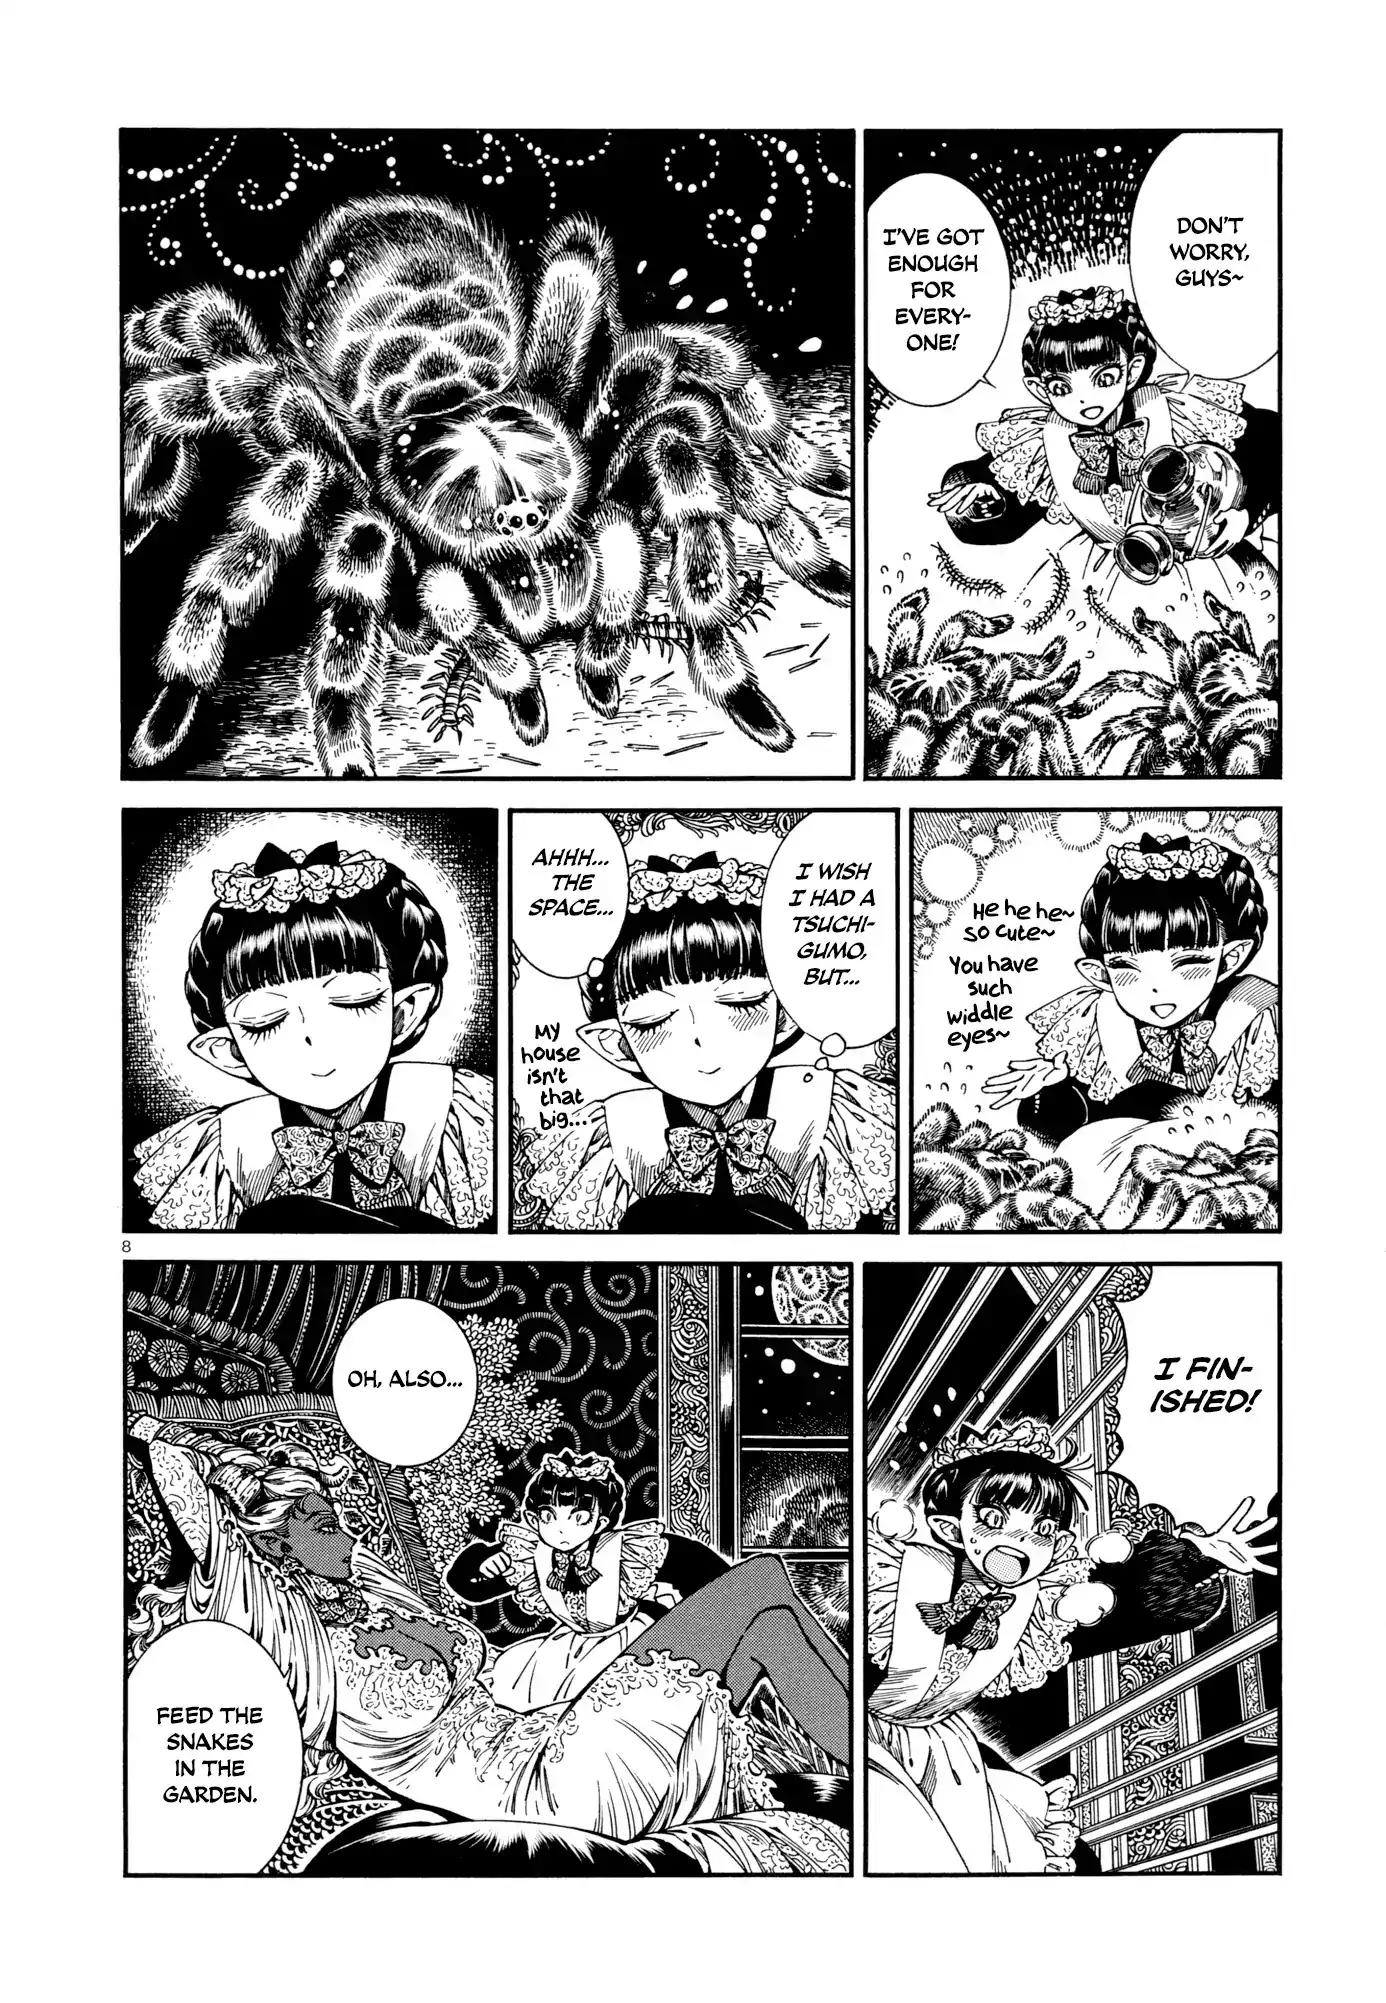 DON'T
WORRY,
GUYS~
I'VE GOT
ENOUGH
FOR
EVERY-
ONE!
He he he~
so cute~
You have
such
widdle
eyes~
I WISH
I HAD A
TSUCHI-
GUMO,
BUT...
AHHH...
THE
SPACE...
My
house
isn't
that
big...
8
I FIN-
ISHED!
OH, ALSO...
FEED THE
SNAKES
IN THE
GARDEN.